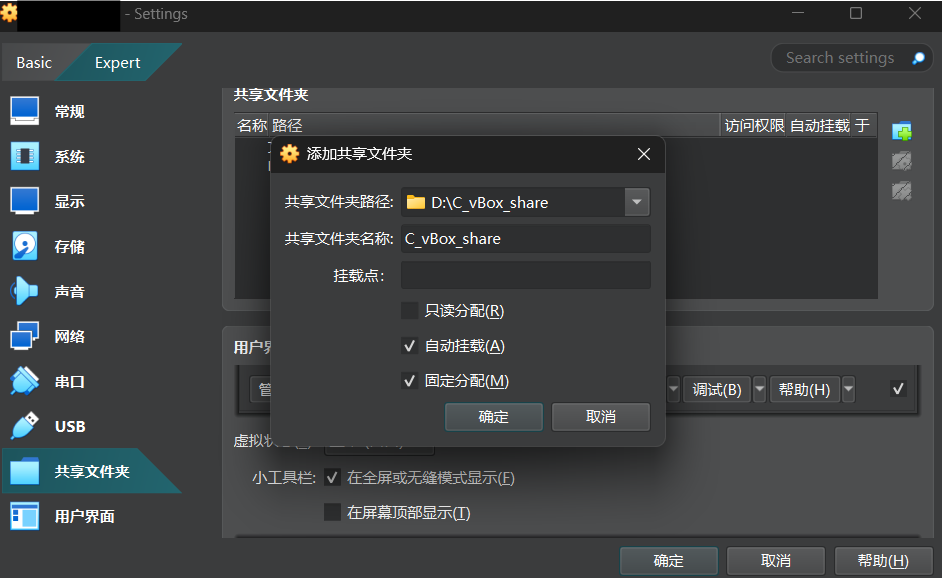 - Settings
Basic
Expert
Search settings
常规
系统
显示
存储
声音
网络
串口
USB
共享文件夹
用户界面
共享文件夹
名称 路径 访问权限 自动挂载 于
添加共享文件夹
共享文件夹路径: D:\C_vBox_share
共享文件夹名称: C_vBox_share
挂载点:
只读分配(R)
自动挂载(A)
固定分配(M)
确定 取消
用户界
管 调试(B) 帮助(H)
虚拟
小工具栏: 在全屏或无缝模式显示(F)
在屏幕顶部显示(T)
确定 取消 帮助(H)